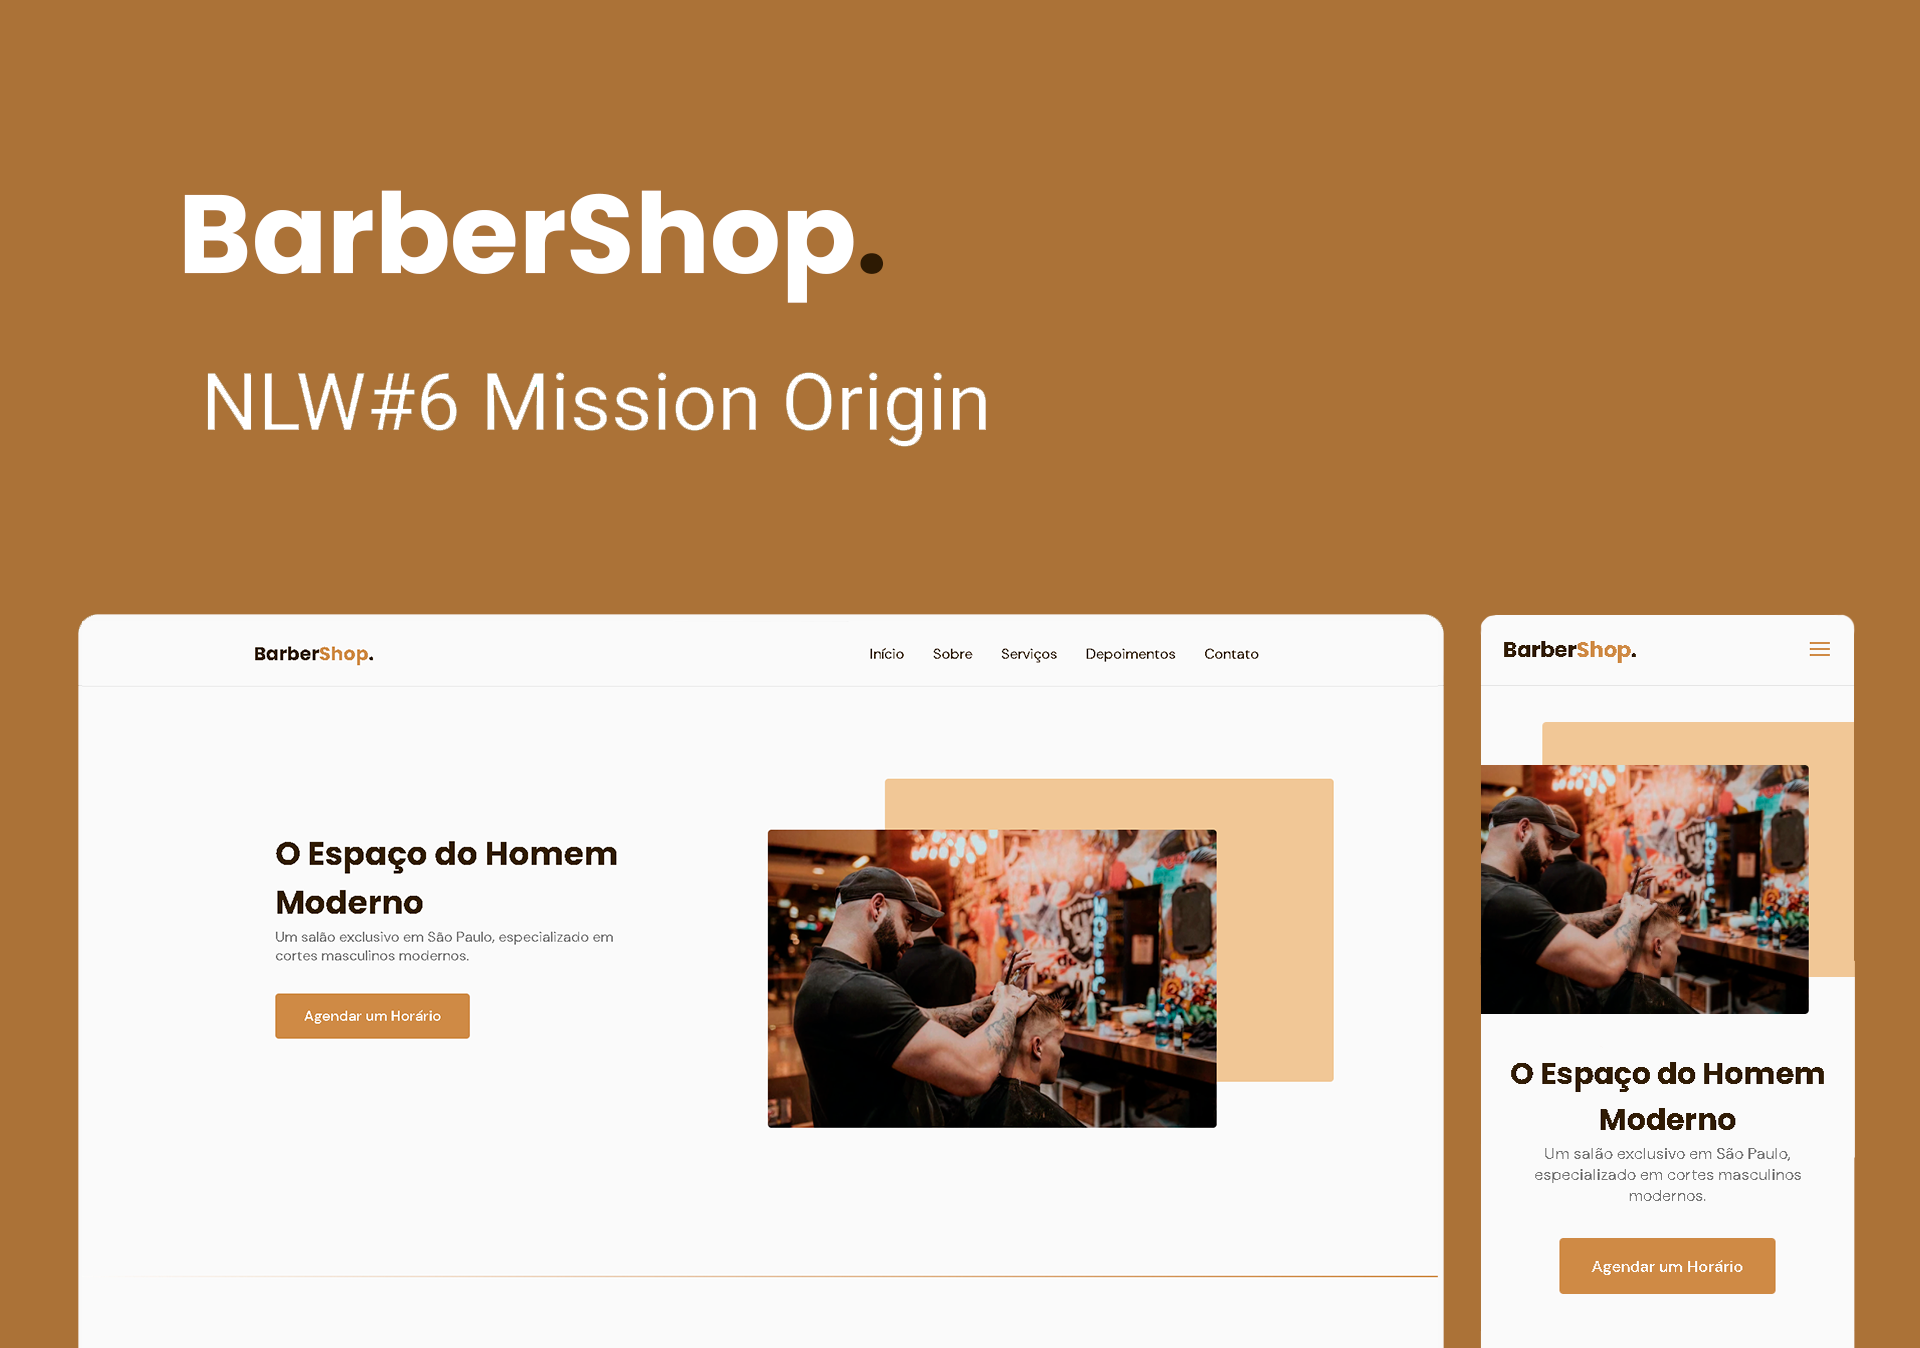 BarberShop.
NLW#6 Mission Origin
BarberShop.
Início Sobre Serviços Depoimentos Contato
O Espaço do Homem
Moderno
Um salão exclusivo em São Paulo, especializado em
cortes masculinos modernos.
Agendar um Horário
BarberShop.
O Espaço do Homem
Moderno
Um salão exclusivo em São Paulo,
especializado em cortes masculinos
modernos.
Agendar um Horário